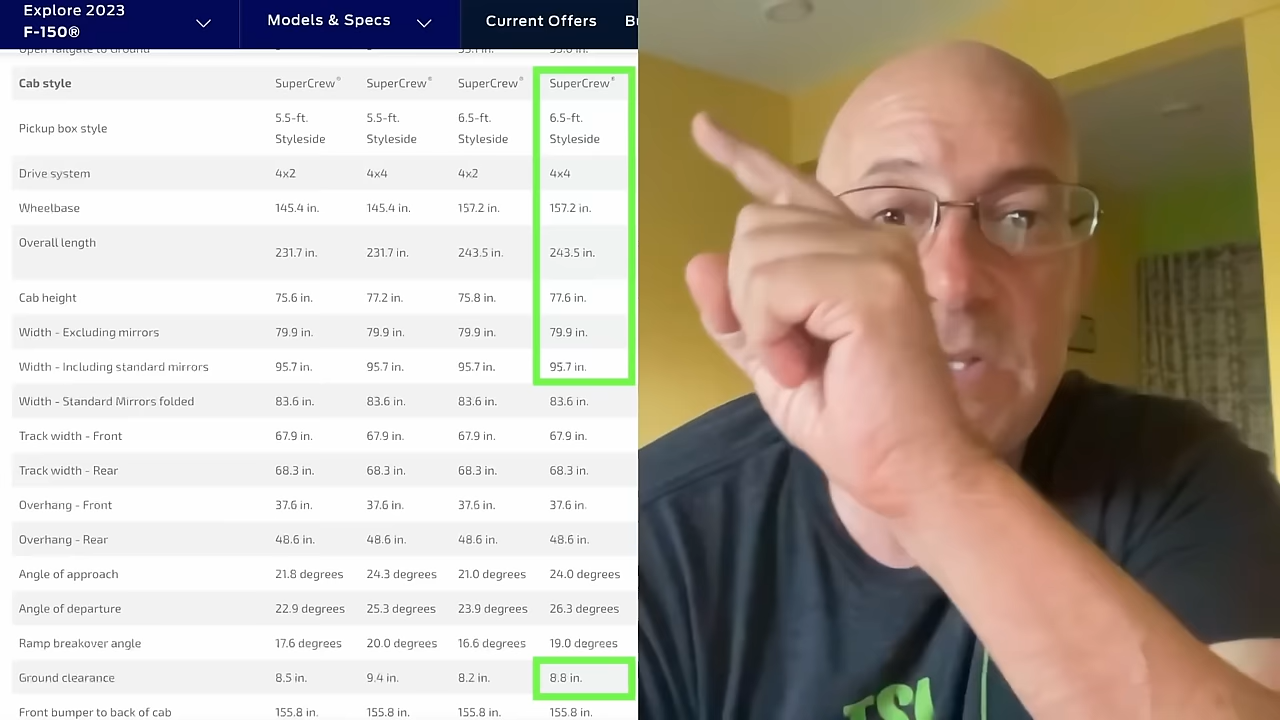 Explore 2023
F-150®
Models & Specs
Current Offers
Open Tailgate to Ground
Cab style SuperCrew® SuperCrew® SuperCrew® SuperCrew®
Pickup box style 5.5-ft. Styleside 5.5-ft. Styleside 6.5-ft. Styleside 6.5-ft. Styleside
Drive system 4x2 4x4 4x2 4x4
Wheelbase 145.4 in. 145.4 in. 157.2 in. 157.2 in.
Overall length 231.7 in. 231.7 in. 243.5 in. 243.5 in.
Cab height 75.6 in. 77.2 in. 75.8 in. 77.6 in.
Width - Excluding mirrors 79.9 in. 79.9 in. 79.9 in. 79.9 in.
Width - Including standard mirrors 95.7 in. 95.7 in. 95.7 in. 95.7 in.
Width - Standard Mirrors folded 83.6 in. 83.6 in. 83.6 in. 83.6 in.
Track width - Front 67.9 in. 67.9 in. 67.9 in. 67.9 in.
Track width - Rear 68.3 in. 68.3 in. 68.3 in. 68.3 in.
Overhang - Front 37.6 in. 37.6 in. 37.6 in. 37.6 in.
Overhang - Rear 48.6 in. 48.6 in. 48.6 in. 48.6 in.
Angle of approach 21.8 degrees 24.3 degrees 21.0 degrees 24.0 degrees
Angle of departure 22.9 degrees 25.3 degrees 23.9 degrees 26.3 degrees
Ramp breakover angle 17.6 degrees 20.0 degrees 16.6 degrees 19.0 degrees
Ground clearance 8.5 in. 9.4 in. 8.2 in. 8.8 in.
Front bumper to back of cab 155.8 in. 155.8 in. 155.8 in. 155.8 in.